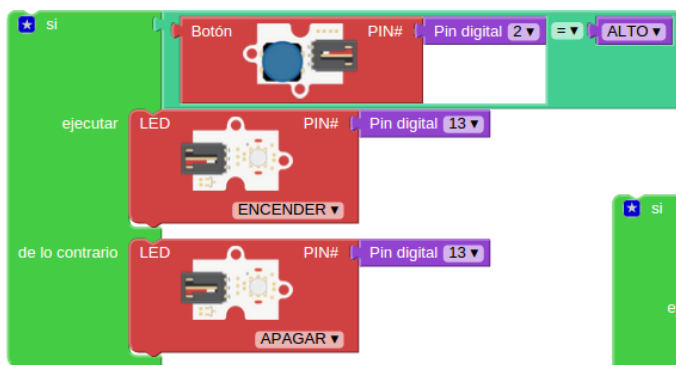 si
Botón PIN# Pin digital 2 = ALTO
ejecutar LED PIN# Pin digital 13
ENCENDER
si
de lo contrario LED PIN# Pin digital 13
APAGAR